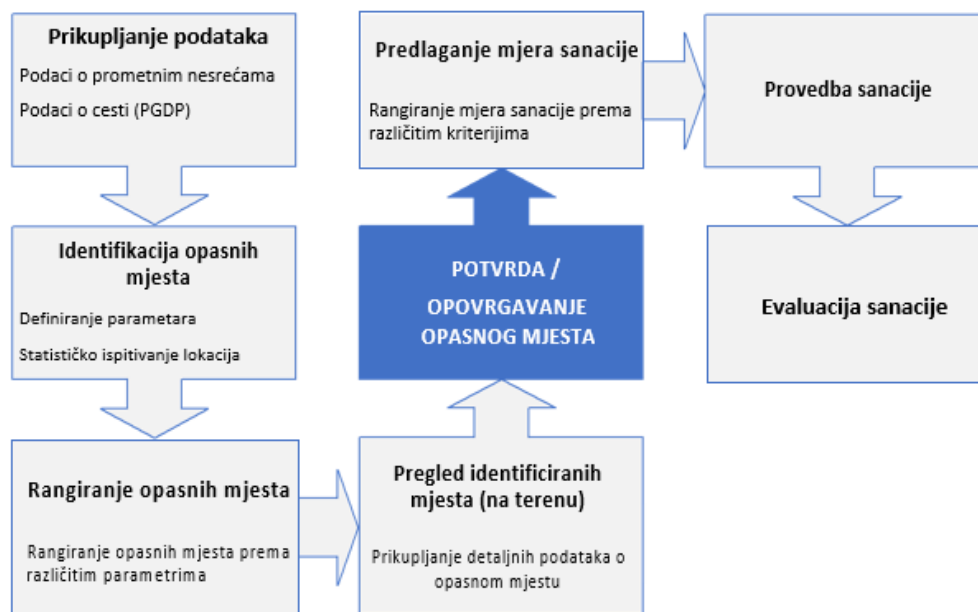 Prikupljanje podataka
Podaci o prometnim nesrećama
Podaci o cesti (PGDP)
Identifikacija opasnih
mjesta
Definiranje parametara
Statističko ispitivanje lokacija
Rangiranje opasnih mjesta
Rangiranje opasnih mjesta prema
različitim parametrima
Pregled identificiranih
mjesta (na terenu)
Prikupljanje detaljnih podataka o
opasnom mjestu
POTVRDA /
OPOVRGAVANJE
OPASNOG MJESTA
Predlaganje mjera sanacije
Rangiranje mjera sanacije prema
različitim kriterijima
Provedba sanacije
Evaluacija sanacije